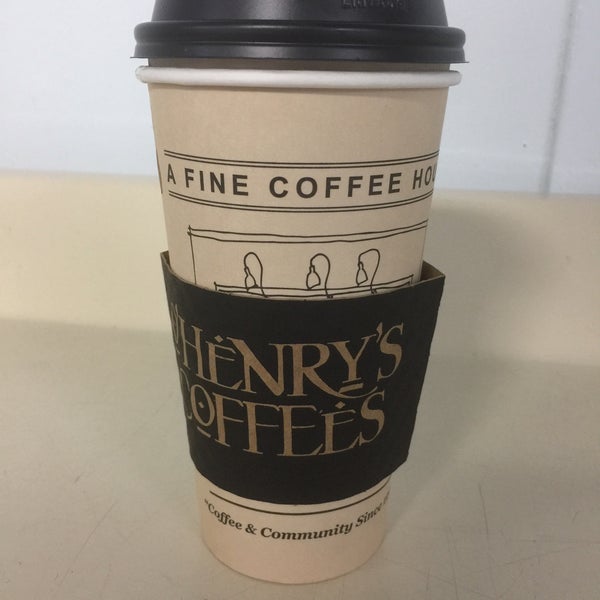 A FINE COFFEE HOU
O'HENRY'S
COFFEES
"Coffee & Community Since